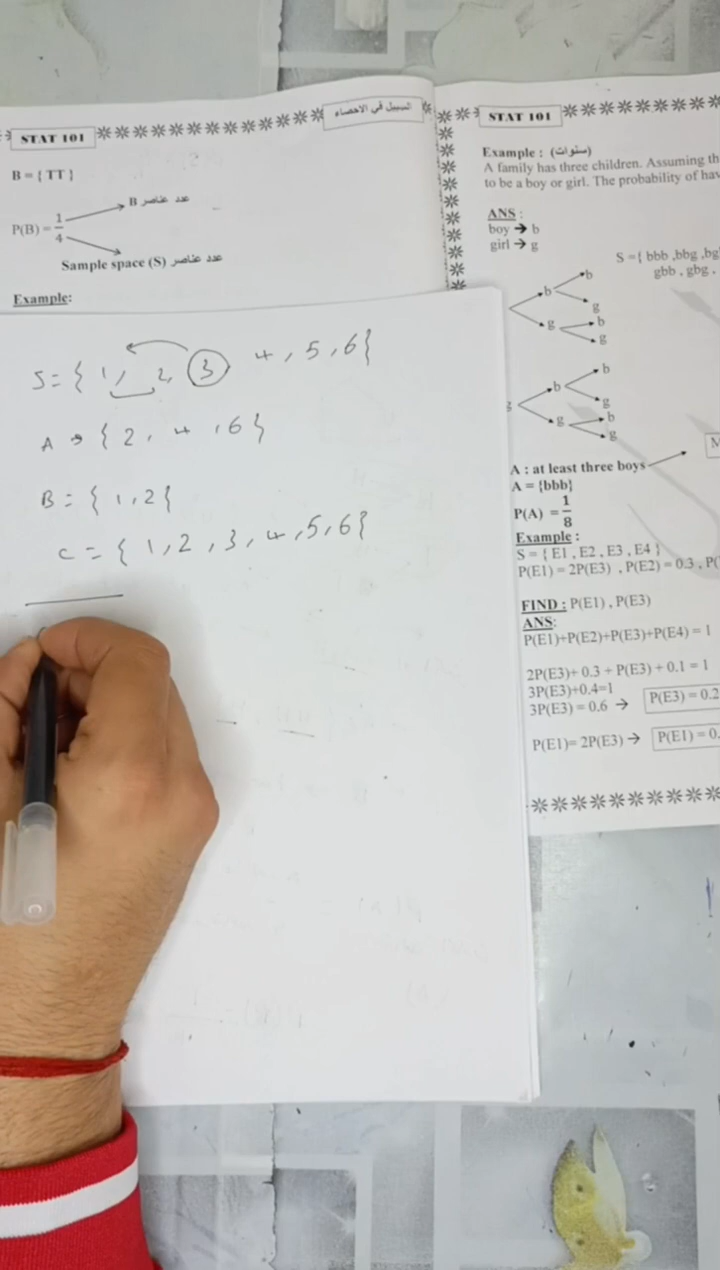 STAT 101
السبيل في الاحصاء
B = { TT }
عدد عناصر B
P(B) = 1/4
عدد عناصر Sample space (S)
Example:
S = { 1, 2, 3, 4, 5, 6 }
A → { 2, 4, 6 }
B = { 1, 2 }
C = { 1, 2, 3, 4, 5, 6 }
STAT 101
Example : (سنوات)
A family has three children. Assuming th
to be a boy or girl. The probability of hav
ANS :
boy → b
girl → g
S ={ bbb ,bbg ,bg
gbb , gbg ,
b
b
g
g
b
g
b
b
g
g
b
g
A : at least three boys
A = {bbb}
P(A) = 1/8
Example :
S = { E1 , E2 , E3 , E4 }
P(E1) = 2P(E3) , P(E2) = 0.3 , P(
FIND : P(E1) , P(E3)
ANS:
P(E1)+P(E2)+P(E3)+P(E4) = 1
2P(E3)+ 0.3 + P(E3) + 0.1 = 1
3P(E3)+0.4=1
3P(E3) = 0.6 → P(E3) = 0.2
P(E1)= 2P(E3) → P(E1) = 0.